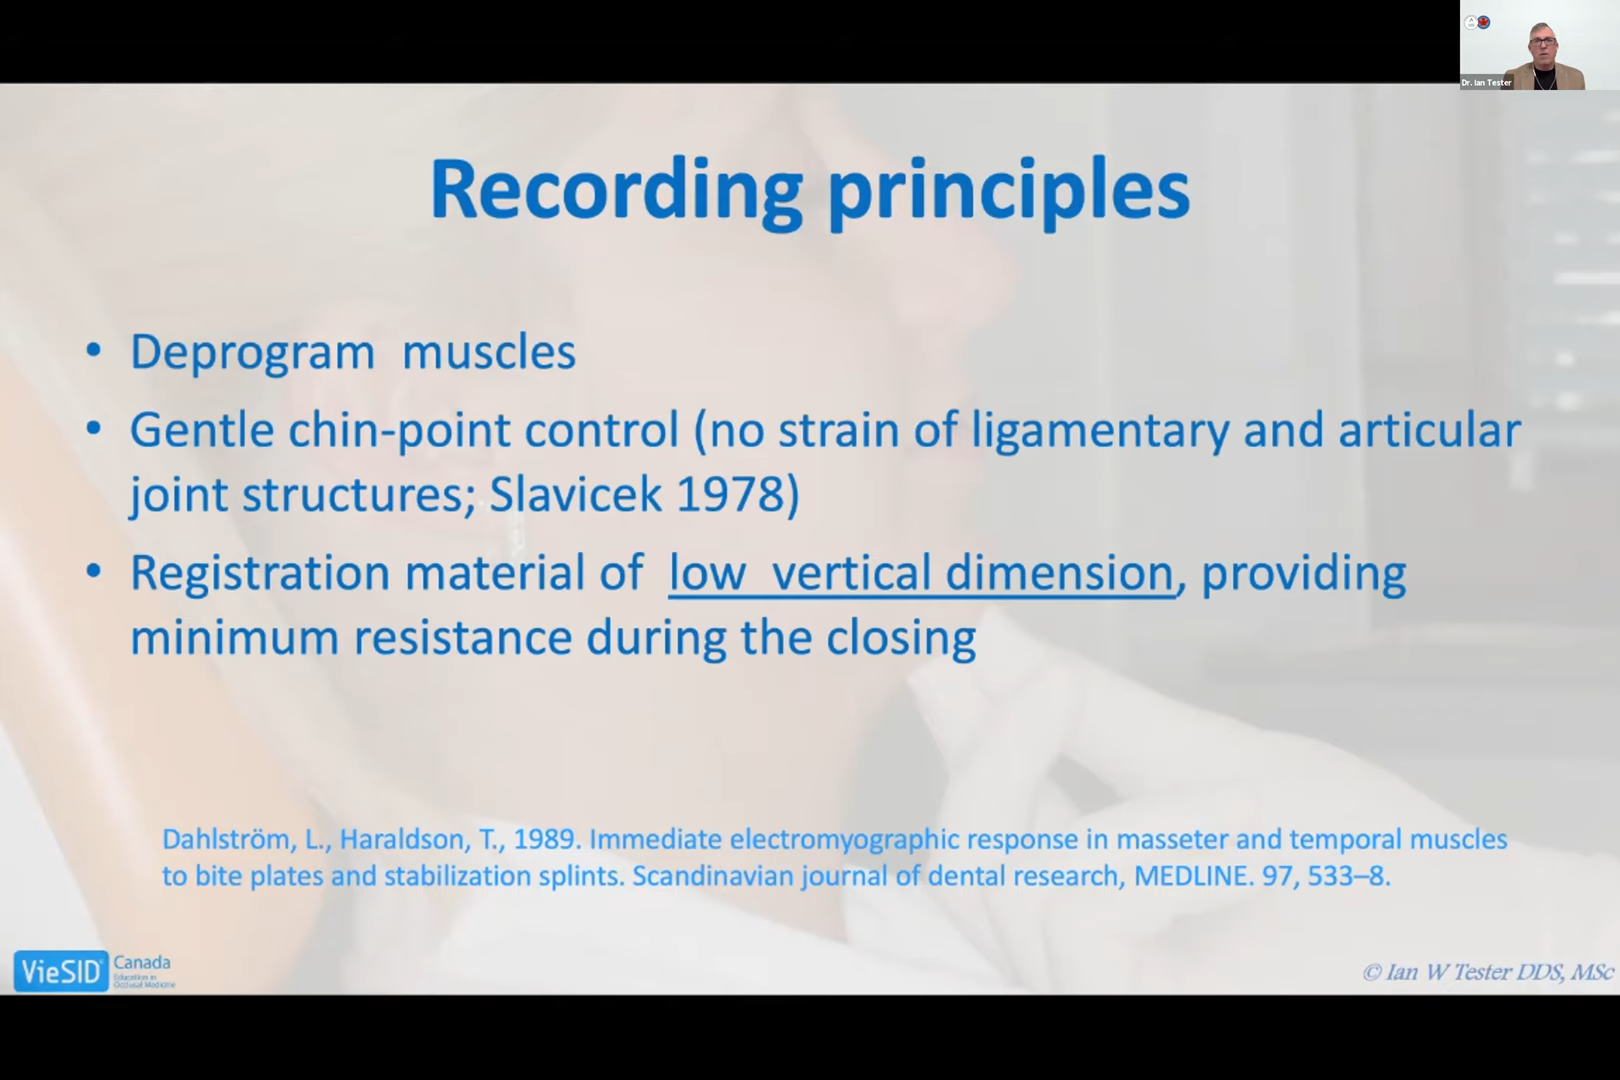 Dr. Ian Tester
Recording principles
• Deprogram muscles
• Gentle chin-point control (no strain of ligamentary and articular
joint structures; Slavicek 1978)
• Registration material of low vertical dimension, providing
minimum resistance during the closing
Dahlström, L., Haraldson, T., 1989. Immediate electromyographic response in masseter and temporal muscles
to bite plates and stabilization splints. Scandinavian journal of dental research, MEDLINE. 97, 533–8.
VieSID® Canada
Education in
Occlusal Medicine
© Ian W Tester DDS, MSc